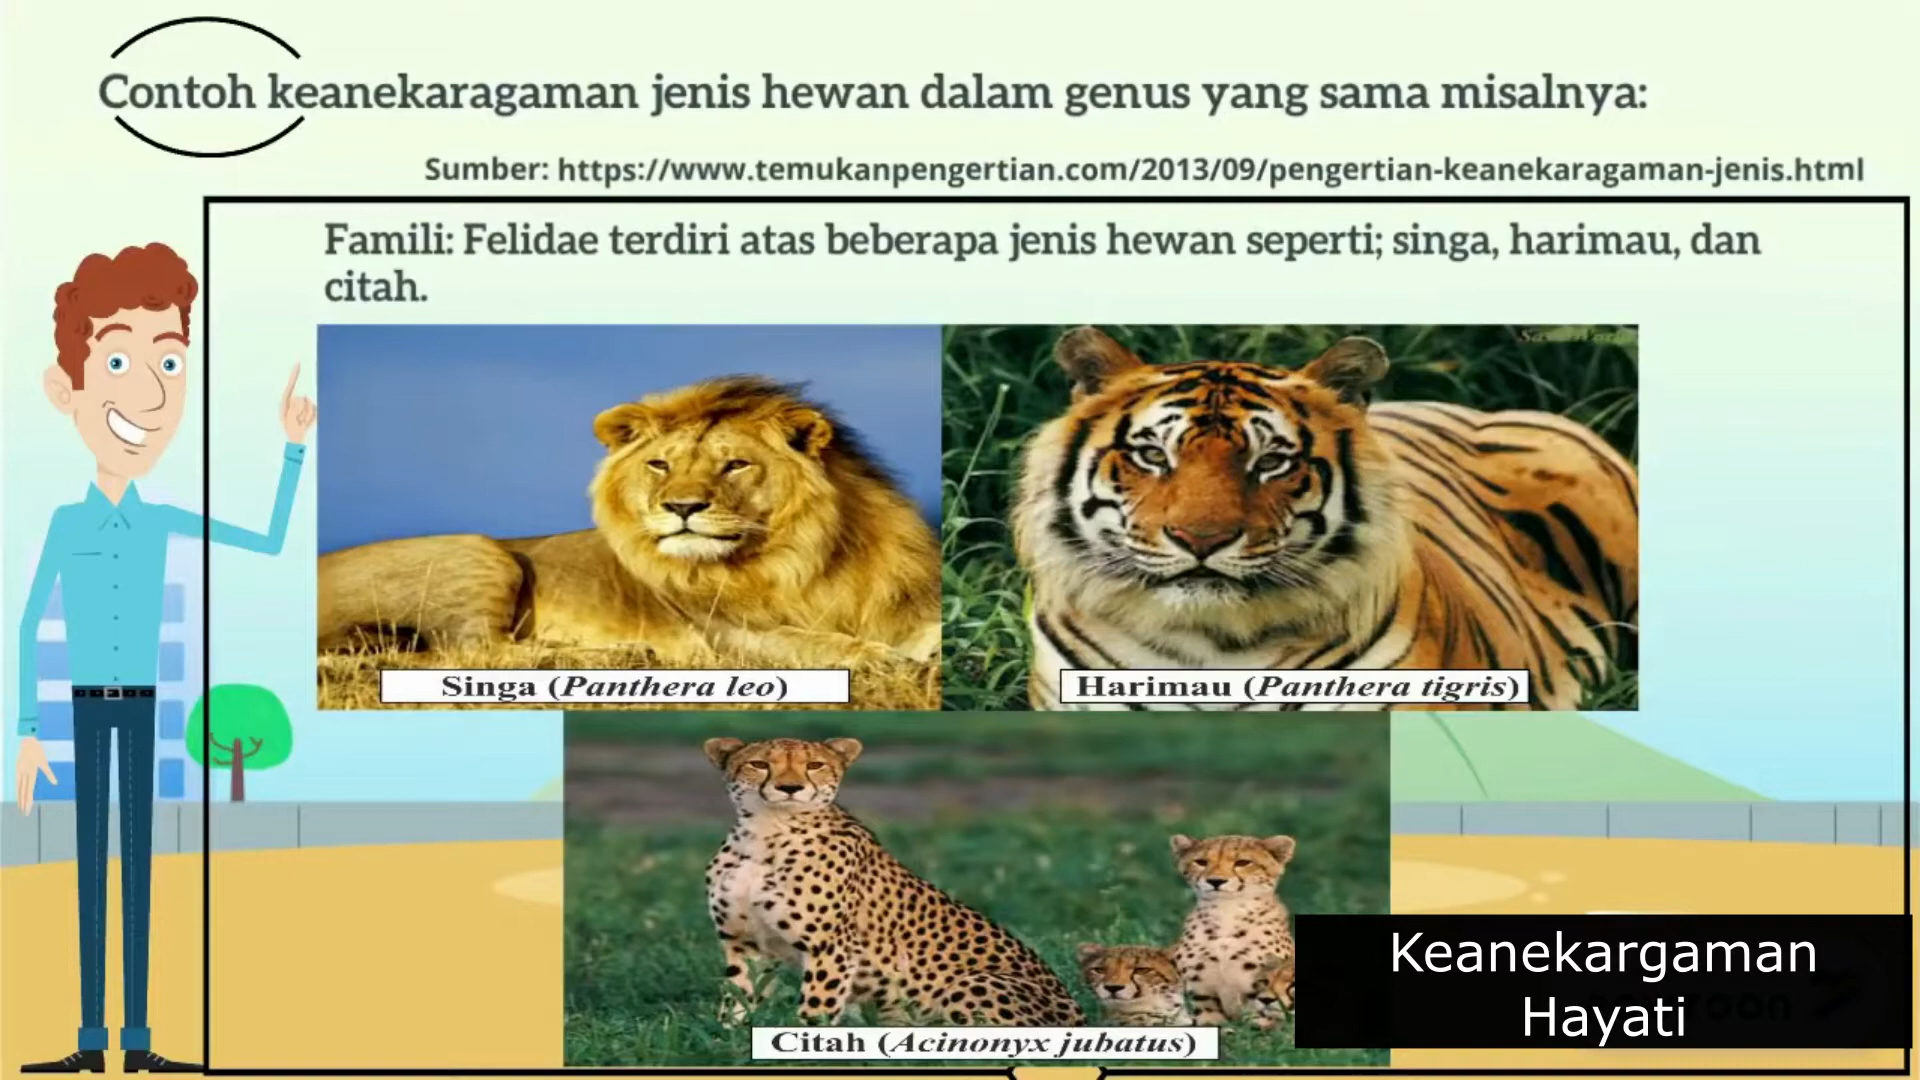 Contoh keanekaragaman jenis hewan dalam genus yang sama misalnya:
Sumber: https://www.temukanpengertian.com/2013/09/pengertian-keanekaragaman-jenis.html
Famili: Felidae terdiri atas beberapa jenis hewan seperti; singa, harimau, dan
citah.
Singa (Panthera leo)
Harimau (Panthera tigris)
Citah (Acinonyx jubatus)
Keanekargaman
Hayati